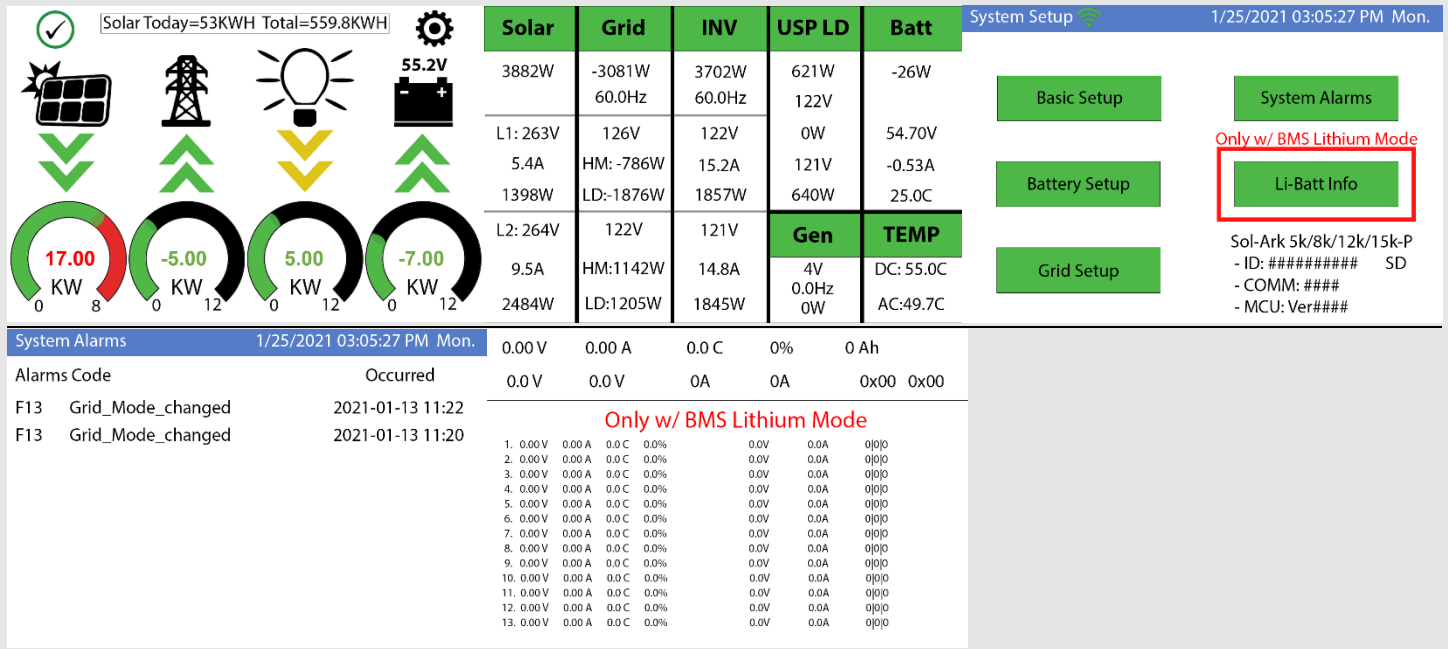 Solar Today=53KWH Total=559.8KWH
55.2V
- +
17.00
KW
0 8
-5.00
KW
0 12
5.00
KW
0 12
-7.00
KW
0 12
Solar Grid INV USP LD Batt
3882W -3081W 3702W 621W -26W
60.0Hz 60.0Hz 122V
L1: 263V 126V 122V 0W 54.70V
5.4A HM: -786W 15.2A 121V -0.53A
1398W LD:-1876W 1857W 640W 25.0C
L2: 264V 122V 121V Gen TEMP
9.5A HM:1142W 14.8A 4V DC: 55.0C
0.0Hz
2484W LD:1205W 1845W 0W AC:49.7C
System Setup 1/25/2021 03:05:27 PM Mon.
Basic Setup System Alarms
Only w/ BMS Lithium Mode
Battery Setup Li-Batt Info
Grid Setup
Sol-Ark 5k/8k/12k/15k-P
- ID: ########## SD
- COMM: ####
- MCU: Ver####
System Alarms 1/25/2021 03:05:27 PM Mon.
Alarms Code Occurred
F13 Grid_Mode_changed 2021-01-13 11:22
F13 Grid_Mode_changed 2021-01-13 11:20
0.00 V 0.00 A 0.0 C 0% 0 Ah
0.0 V 0.0 V 0A 0A 0x00 0x00
Only w/ BMS Lithium Mode
1. 0.00 V 0.00 A 0.0 C 0.0% 0.0V 0.0A 0|0|0
2. 0.00 V 0.00 A 0.0 C 0.0% 0.0V 0.0A 0|0|0
3. 0.00 V 0.00 A 0.0 C 0.0% 0.0V 0.0A 0|0|0
4. 0.00 V 0.00 A 0.0 C 0.0% 0.0V 0.0A 0|0|0
5. 0.00 V 0.00 A 0.0 C 0.0% 0.0V 0.0A 0|0|0
6. 0.00 V 0.00 A 0.0 C 0.0% 0.0V 0.0A 0|0|0
7. 0.00 V 0.00 A 0.0 C 0.0% 0.0V 0.0A 0|0|0
8. 0.00 V 0.00 A 0.0 C 0.0% 0.0V 0.0A 0|0|0
9. 0.00 V 0.00 A 0.0 C 0.0% 0.0V 0.0A 0|0|0
10. 0.00 V 0.00 A 0.0 C 0.0% 0.0V 0.0A 0|0|0
11. 0.00 V 0.00 A 0.0 C 0.0% 0.0V 0.0A 0|0|0
12. 0.00 V 0.00 A 0.0 C 0.0% 0.0V 0.0A 0|0|0
13. 0.00 V 0.00 A 0.0 C 0.0% 0.0V 0.0A 0|0|0